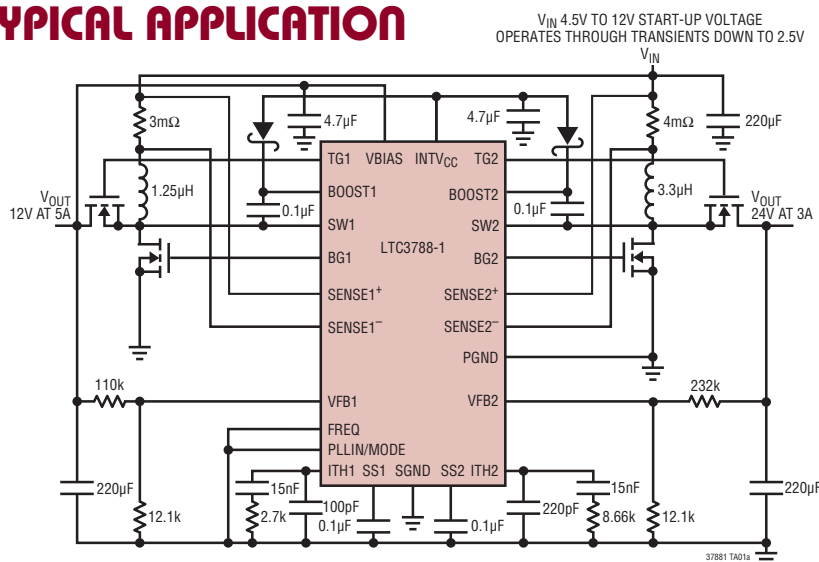 YPICAL APPLICATION
VIN 4.5V TO 12V START-UP VOLTAGE
OPERATES THROUGH TRANSIENTS DOWN TO 2.5V
VIN
3mΩ
4.7µF
4.7µF
4mΩ
220µF
TG1 VBIAS INTVCC TG2
1.25µH
BOOST1
BOOST2
3.3µH
VOUT
12V AT 5A
0.1µF
0.1µF
VOUT
24V AT 3A
SW1
SW2
LTC3788-1
BG1
BG2
SENSE1+
SENSE2+
SENSE1–
SENSE2–
PGND
110k
232k
VFB1
VFB2
FREQ
PLLIN/MODE
ITH1 SS1 SGND SS2 ITH2
220µF
15nF
100pF
220pF
15nF
220µF
12.1k
2.7k
0.1µF
0.1µF
8.66k
12.1k
37881 TA01a